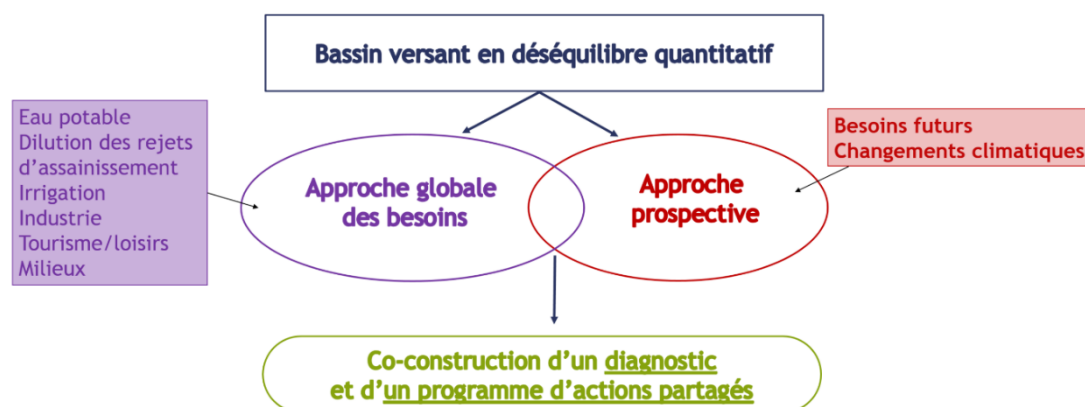 Bassin versant en déséquilibre quantitatif
Eau potable
Dilution des rejets
d'assainissement
Irrigation
Industrie
Tourisme/loisirs
Milieux
Approche globale
des besoins
Approche
prospective
Besoins futurs
Changements climatiques
Co-construction d'un diagnostic
et d'un programme d'actions partagés